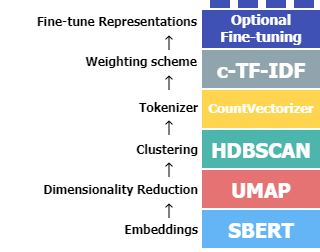 Fine-tune Representations
Optional
Fine-tuning
Weighting scheme
c-TF-IDF
Tokenizer
CountVectorizer
Clustering
HDBSCAN
Dimensionality Reduction
UMAP
Embeddings
SBERT